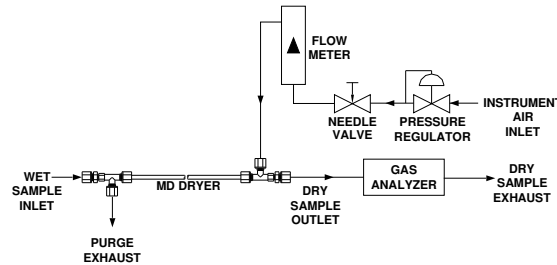 FLOW
METER
INSTRUMENT
AIR
INLET
NEEDLE
VALVE
PRESSURE
REGULATOR
WET
SAMPLE
INLET
MD DRYER
DRY
SAMPLE
OUTLET
GAS
ANALYZER
DRY
SAMPLE
EXHAUST
PURGE
EXHAUST